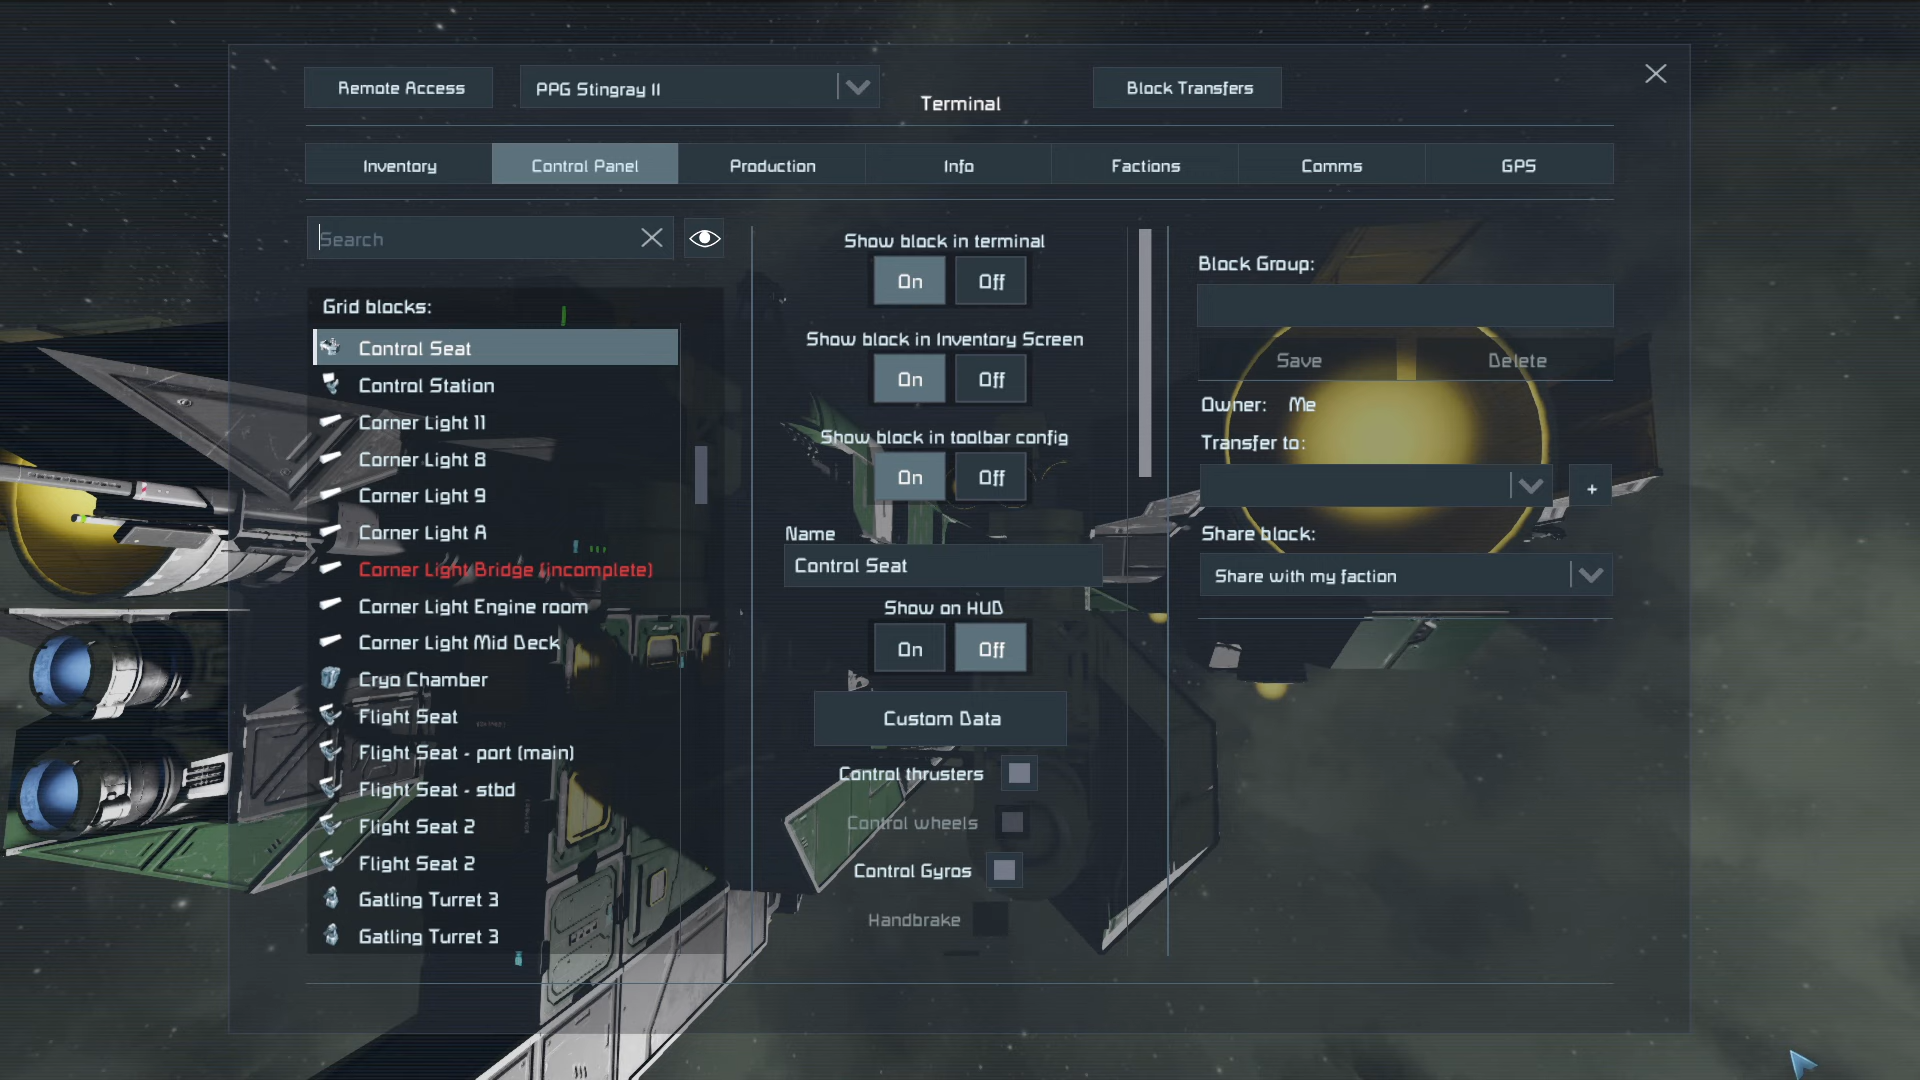 Remote Access
PPG Stingray II
Terminal
Block Transfers
Inventory
Control Panel
Production
Info
Factions
Comms
GPS
Search
Grid blocks:
Control Seat
Control Station
Corner Light 11
Corner Light 8
Corner Light 9
Corner Light A
Corner Light Bridge (incomplete)
Corner Light Engine room
Corner Light Mid Deck
Cryo Chamber
Flight Seat
Flight Seat - port (main)
Flight Seat - stbd
Flight Seat 2
Flight Seat 2
Gatling Turret 3
Gatling Turret 3
Show block in terminal
On Off
Show block in Inventory Screen
On Off
Show block in toolbar config
On Off
Name
Control Seat
Show on HUD
On Off
Custom Data
Control thrusters
Control wheels
Control Gyros
Handbrake
Block Group:
Save Delete
Owner: Me
Transfer to:
+
Share block:
Share with my faction